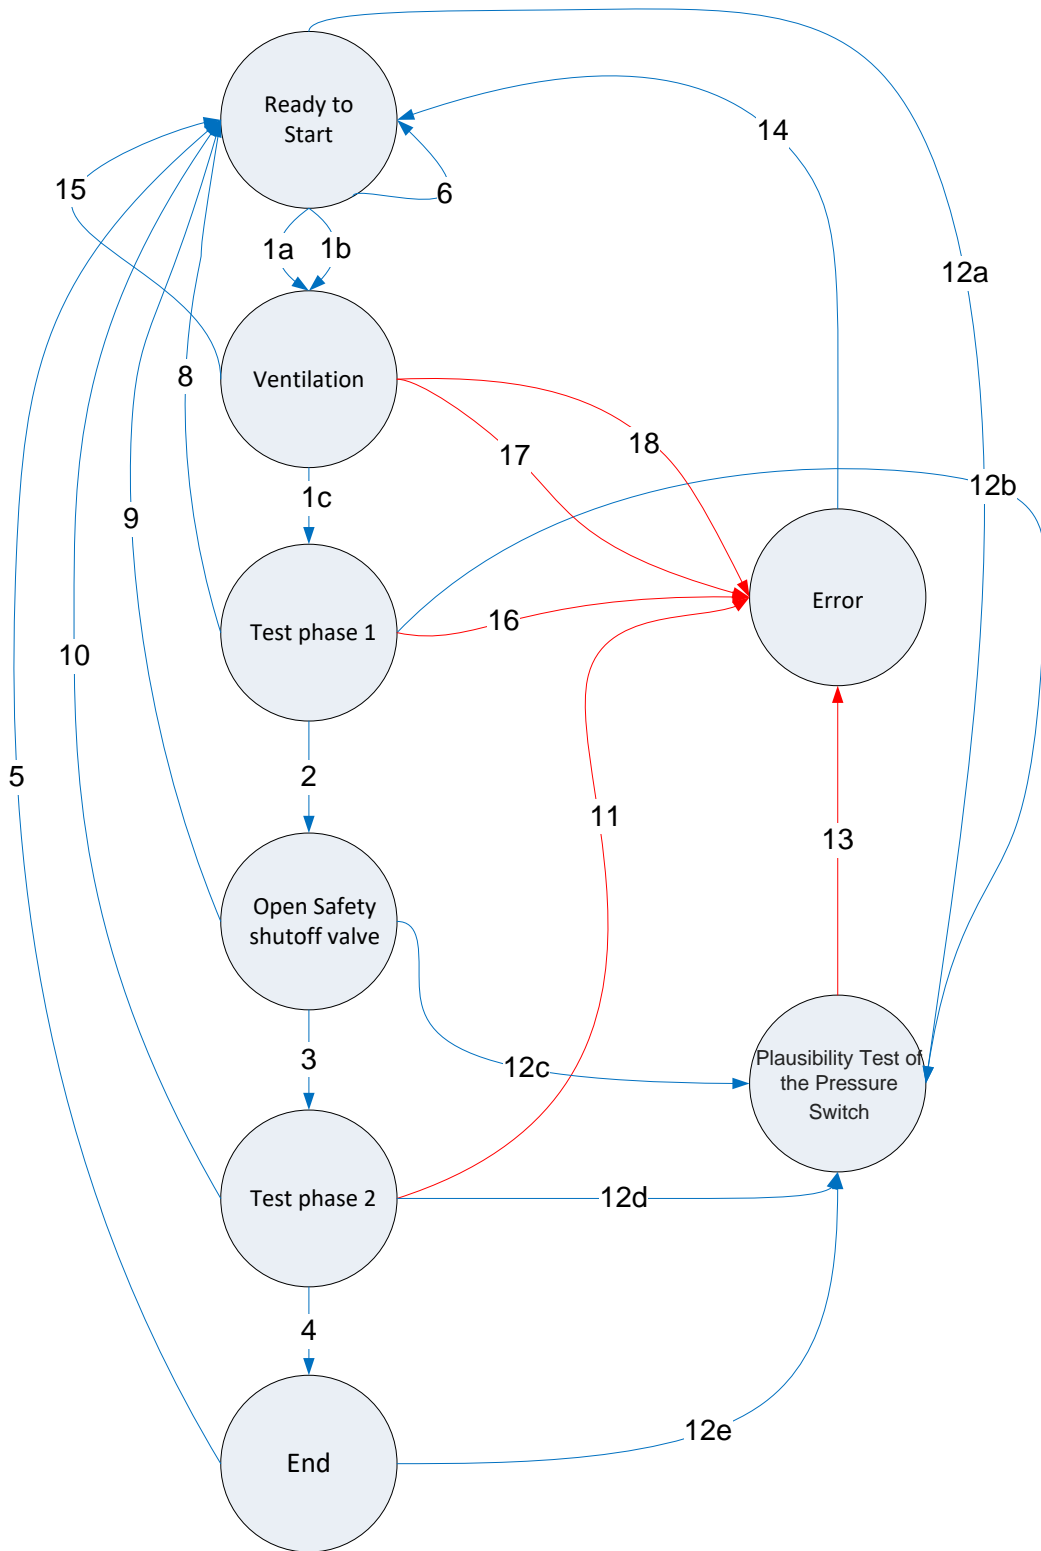 Ready to
Start
14
15
6
1a
1b
12a
Ventilation
8
17
18
1c
12b
9
Test phase 1
16
Error
10
2
5
11
13
Open Safety
shutoff valve
3
12c
Plausibility Test of
the Pressure
Switch
Test phase 2
12d
4
12e
End